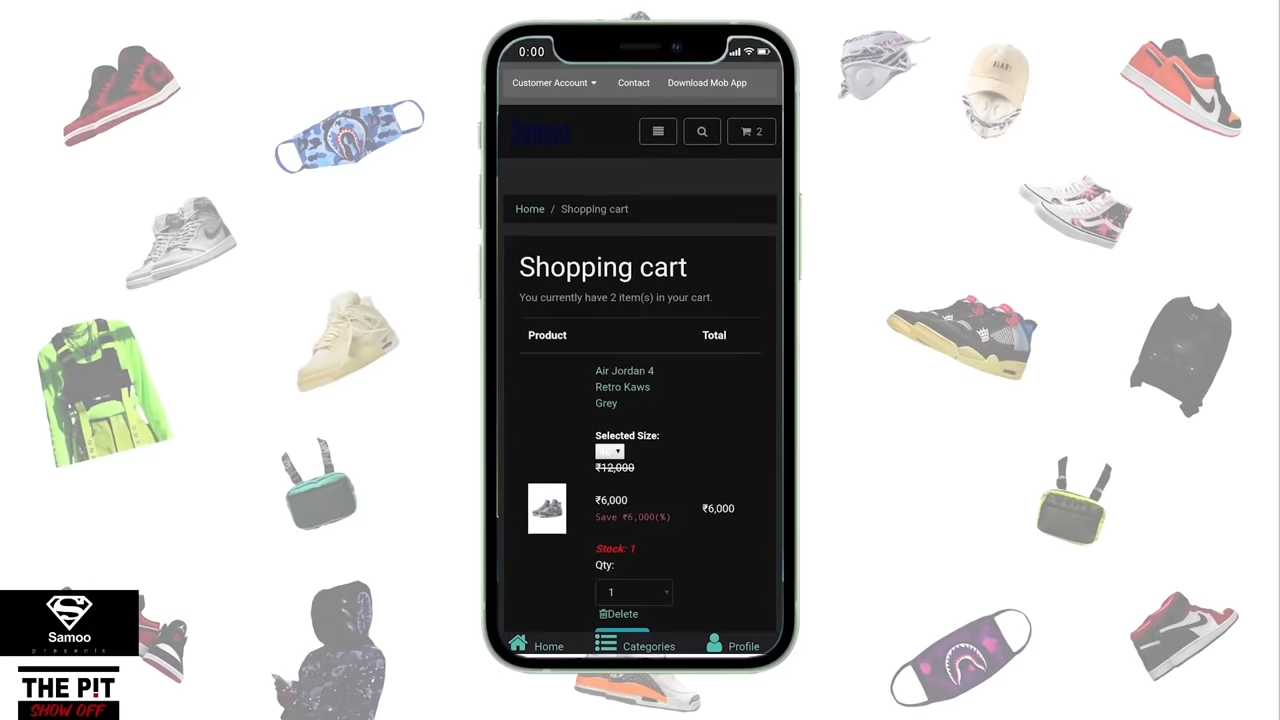 0:00
Customer Account
Contact
Download Mob App
Samoo
2
Home / Shopping cart
Shopping cart
You currently have 2 item(s) in your cart.
Product
Total
Air Jordan 4
Retro Kaws
Grey
Selected Size:
₹12,000
₹6,000
Save ₹6,000(%)
₹6,000
Stock: 1
Qty:
1
Delete
Home
Categories
Profile
Samoo
presents
THE P!T
SHOW OFF